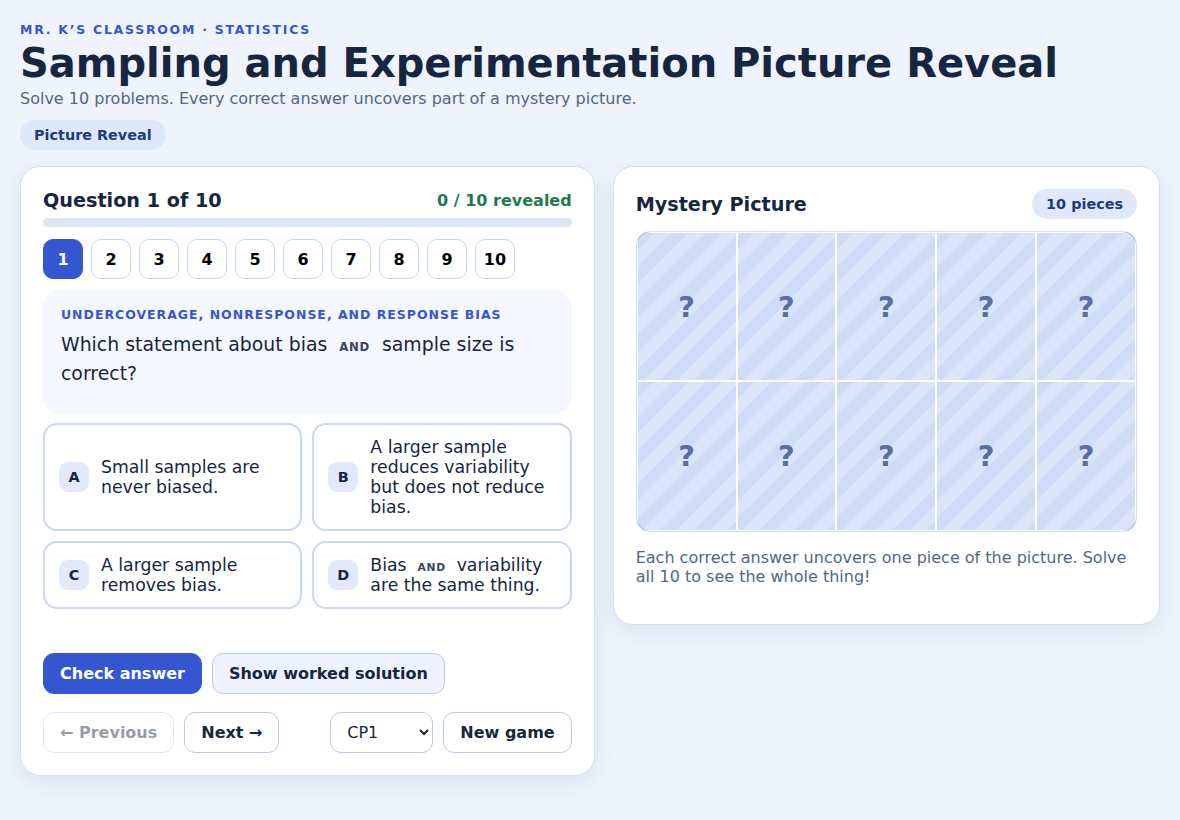 MR. K’S CLASSROOM · STATISTICS
Sampling and Experimentation Picture Reveal
Solve 10 problems. Every correct answer uncovers part of a mystery picture.
Picture Reveal
Question 1 of 10
0 / 10 revealed
1 2 3 4 5 6 7 8 9 10
UNDERCOVERAGE, NONRESPONSE, AND RESPONSE BIAS
Which statement about bias AND sample size is
correct?
A
Small samples are
never biased.
B
A larger sample
reduces variability
but does not reduce
bias.
C
A larger sample
removes bias.
D
Bias AND variability
are the same thing.
Check answer
Show worked solution
← Previous
Next →
CP1
New game
Mystery Picture
10 pieces
? ? ? ? ?
? ? ? ? ?
Each correct answer uncovers one piece of the picture. Solve
all 10 to see the whole thing!